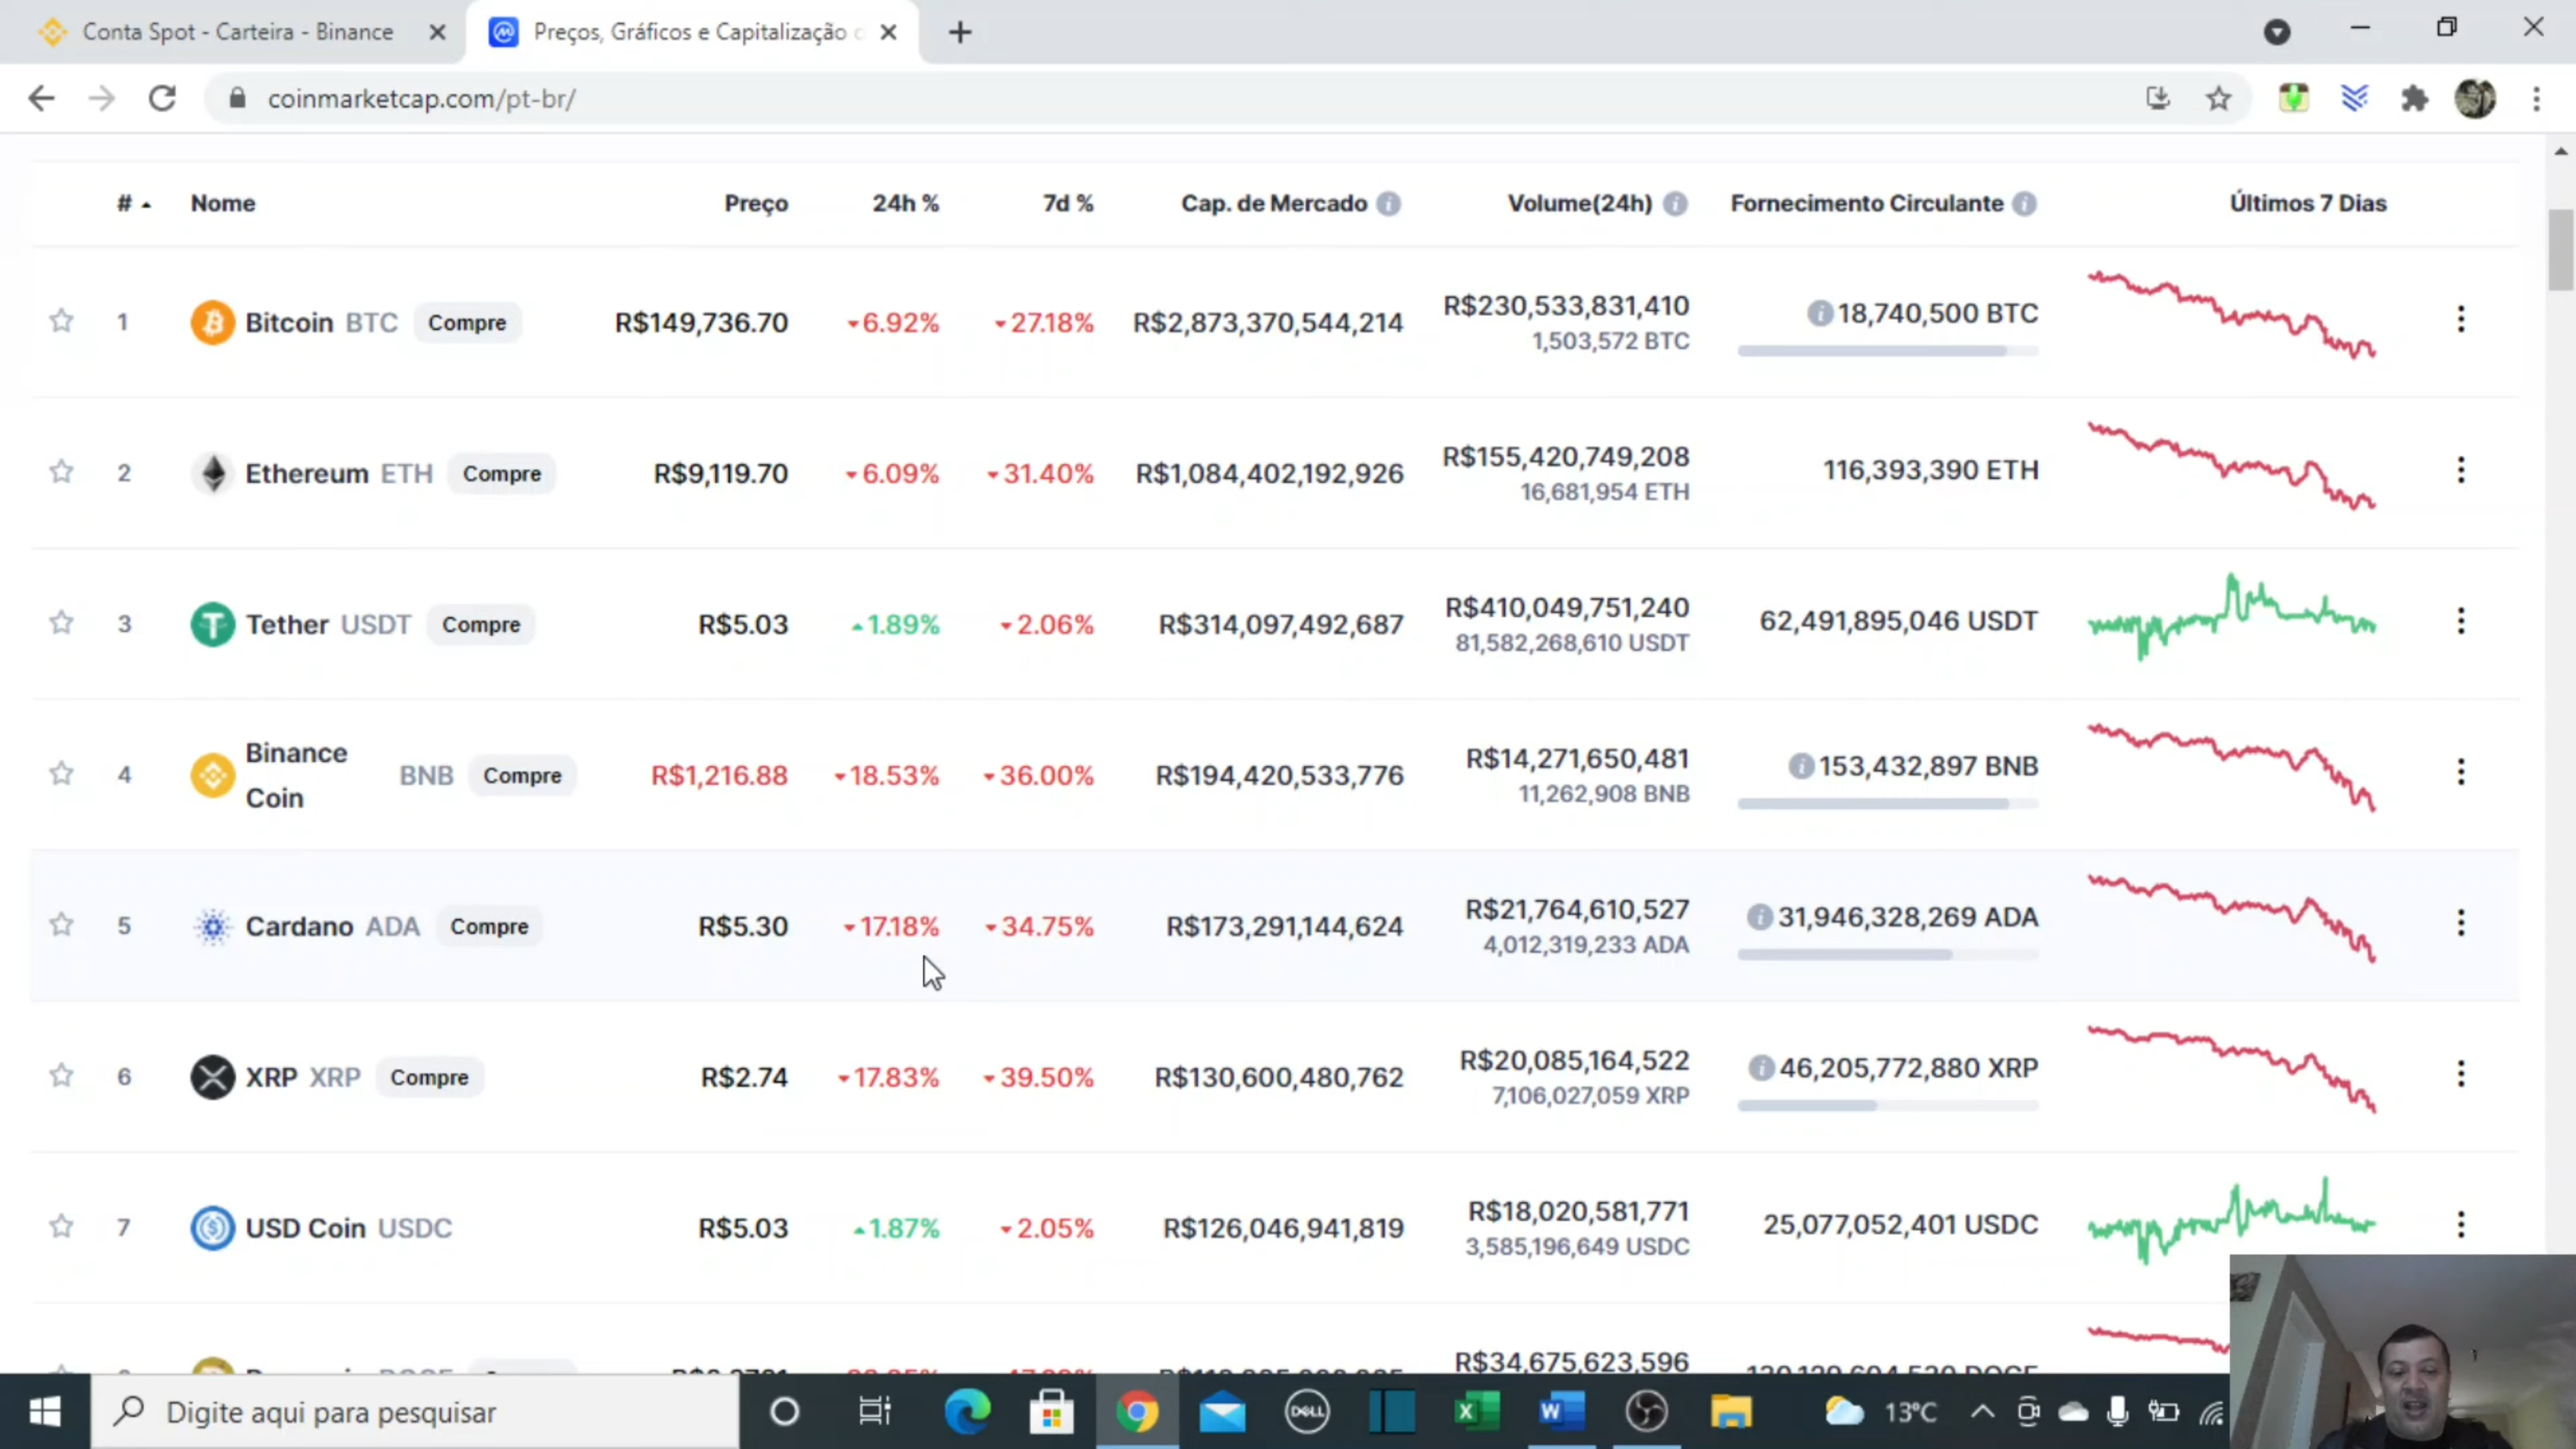 Conta Spot - Carteira - Binance
Preços, Gráficos e Capitalização
coinmarketcap.com/pt-br/
# Nome Preço 24h % 7d % Cap. de Mercado Volume(24h) Fornecimento Circulante Últimos 7 Dias
1 Bitcoin BTC Compre R$149,736.70 6.92% 27.18% R$2,873,370,544,214 R$230,533,831,410 18,740,500 BTC
1,503,572 BTC
2 Ethereum ETH Compre R$9,119.70 6.09% 31.40% R$1,084,402,192,926 R$155,420,749,208 116,393,390 ETH
16,681,954 ETH
3 Tether USDT Compre R$5.03 1.89% 2.06% R$314,097,492,687 R$410,049,751,240 62,491,895,046 USDT
81,582,268,610 USDT
4 Binance Coin BNB Compre R$1,216.88 18.53% 36.00% R$194,420,533,776 R$14,271,650,481 153,432,897 BNB
11,262,908 BNB
5 Cardano ADA Compre R$5.30 17.18% 34.75% R$173,291,144,624 R$21,764,610,527 31,946,328,269 ADA
4,012,319,233 ADA
6 XRP XRP Compre R$2.74 17.83% 39.50% R$130,600,480,762 R$20,085,164,522 46,205,772,880 XRP
7,106,027,059 XRP
7 USD Coin USDC R$5.03 1.87% 2.05% R$126,046,941,819 R$18,020,581,771 25,077,052,401 USDC
3,585,196,649 USDC
R$34,675,623,596
Digite aqui para pesquisar
DELL
13°C